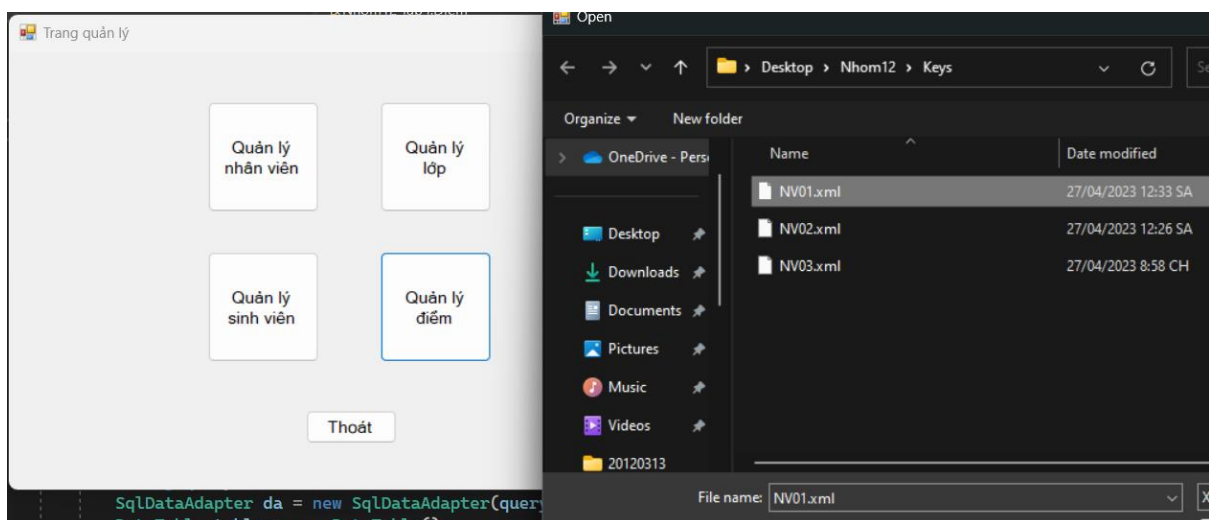 Trang quản lý
Quản lý
nhân viên
Quản lý
lớp
Quản lý
sinh viên
Quản lý
điểm
Thoát
SqlDataAdapter da = new SqlDataAdapter(quer
Open
Desktop › Nhom12 › Keys
Organize
New folder
OneDrive - Pers
Desktop
Downloads
Documents
Pictures
Music
Videos
20120313
Name
Date modified
NV01.xml
27/04/2023 12:33 SA
NV02.xml
27/04/2023 12:26 SA
NV03.xml
27/04/2023 8:58 CH
File name:
NV01.xml